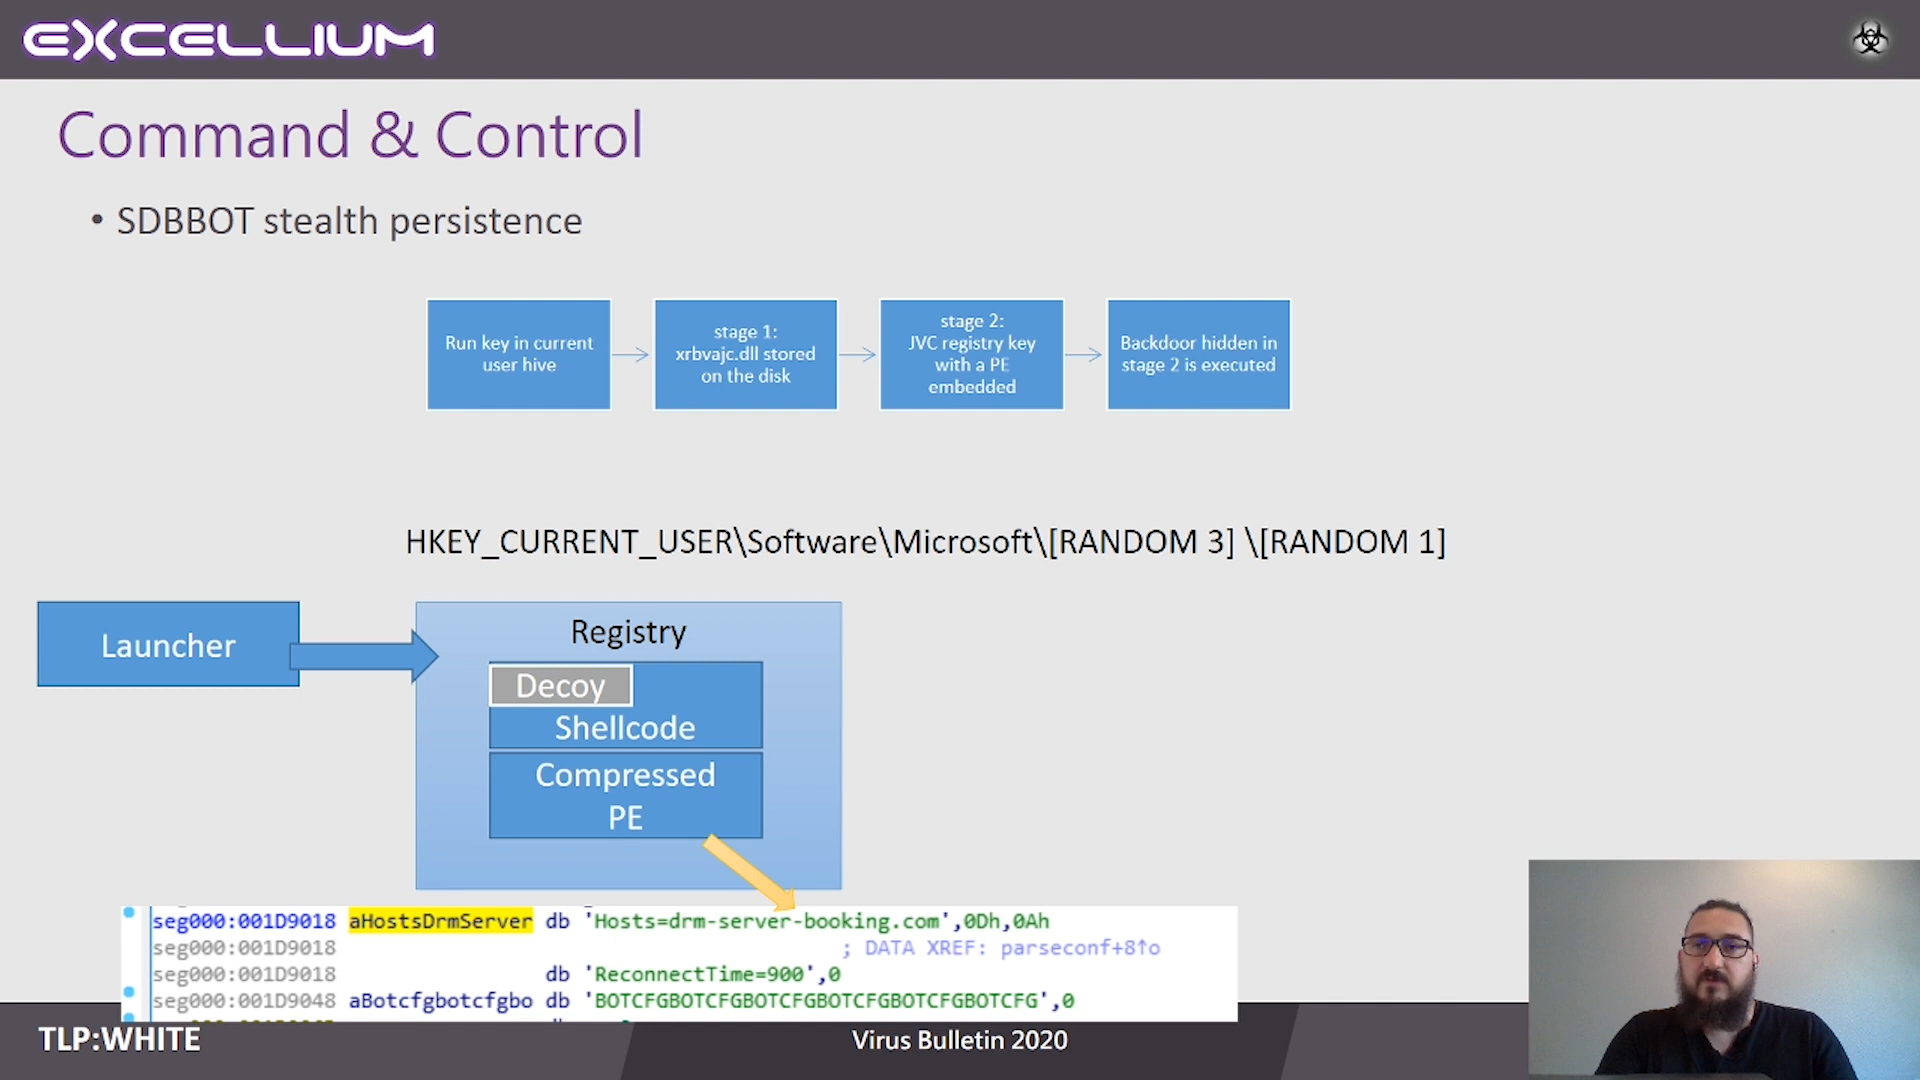 EXCELLIUM
Command & Control
• SDBBOT stealth persistence
Run key in current
user hive
stage 1:
xrbvajc.dll stored
on the disk
stage 2:
JVC registry key
with a PE
embedded
Backdoor hidden in
stage 2 is executed
HKEY_CURRENT_USER\Software\Microsoft\[RANDOM 3] \[RANDOM 1]
Launcher
Registry
Decoy
Shellcode
Compressed
PE
seg000:001D9018 aHostsDrmServer db 'Hosts=drm-server-booking.com',0Dh,0Ah
seg000:001D9018 ; DATA XREF: parseconf+8↑o
seg000:001D9018 db 'ReconnectTime=900',0
seg000:001D9048 aBotcfgbotcfgbo db 'BOTCFGBOTCFGBOTCFGBOTCFGBOTCFGBOTCFG',0
TLP:WHITE
Virus Bulletin 2020